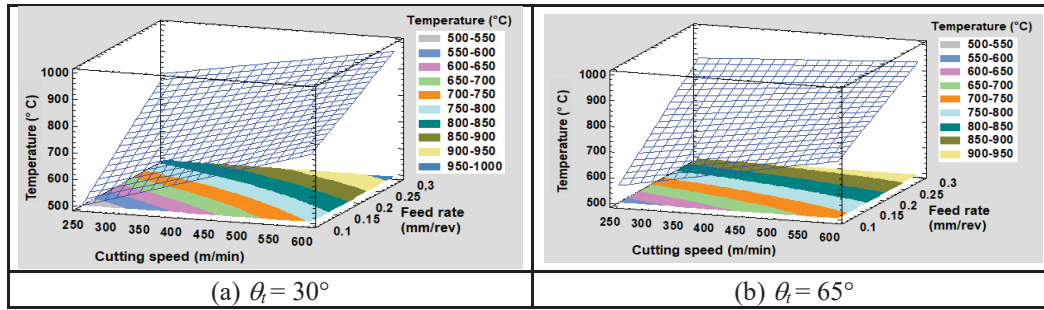 Temperature (°C)
500-550
550-600
600-650
650-700
700-750
750-800
800-850
850-900
900-950
950-1000
Temperature (° C)
1000
900
800
700
600
500
250 300 350 400 450 500 550 600
Cutting speed (m/min)
0.1 0.15 0.2 0.25 0.3
Feed rate
(mm/rev)
(a) θt = 30°
Temperature (°C)
500-550
550-600
600-650
650-700
700-750
750-800
800-850
850-900
900-950
Temperature (° C)
1000
900
800
700
600
500
250 300 350 400 450 500 550 600
Cutting speed (m/min)
0.1 0.15 0.2 0.25 0.3
Feed rate
(mm/rev)
(b) θt = 65°